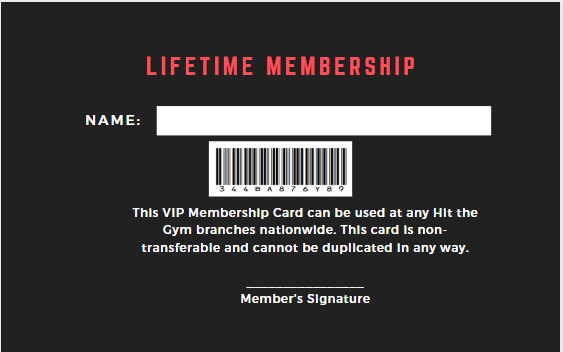 LIFETIME MEMBERSHIP
NAME:
344BA876Y89
This VIP Membership Card can be used at any Hit the
Gym branches nationwide. This card is non-
transferable and cannot be duplicated in any way.
Member's Signature